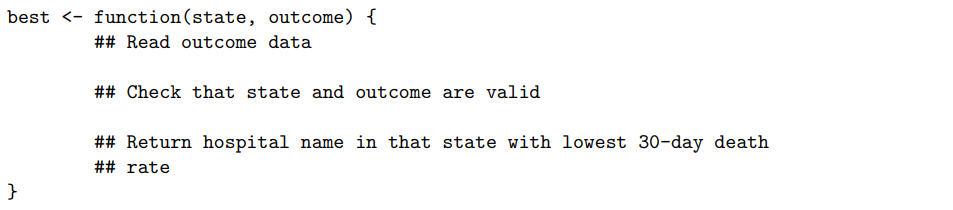 best <- function(state, outcome) {
## Read outcome data
## Check that state and outcome are valid
## Return hospital name in that state with lowest 30-day death
## rate
}